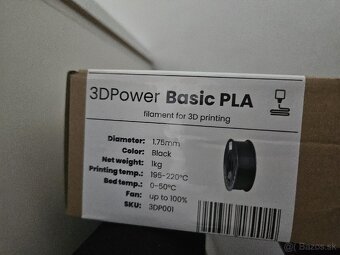 3DPower Basic PLA
filament for 3D printing
Diameter: 1.75mm
Color: Black
Net weight: 1kg
Printing temp.: 195-220°C
Bed temp.: 0-50°C
Fan: up to 100%
SKU: 3DP001
Bazos.sk